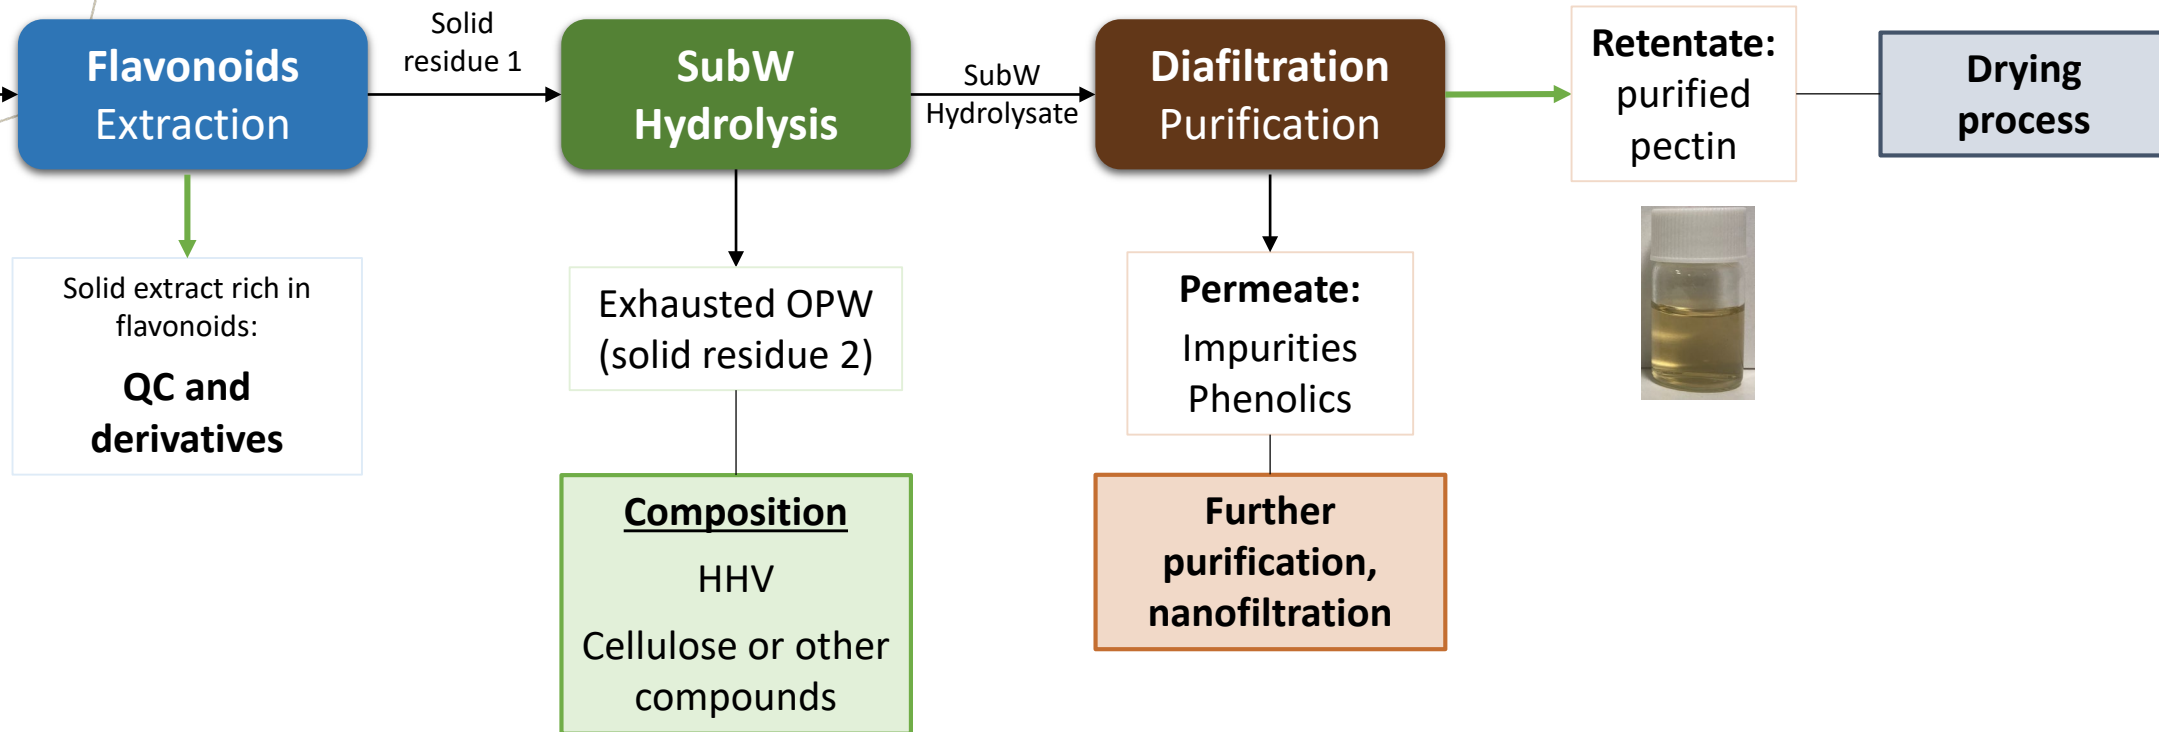 Flavonoids
Extraction
Solid
residue 1
SubW
Hydrolysis
SubW
Hydrolysate
Diafiltration
Purification
Retentate:
purified
pectin
Drying
process
Solid extract rich in
flavonoids:
QC and
derivatives
Exhausted OPW
(solid residue 2)
Composition
HHV
Cellulose or other
compounds
Permeate:
Impurities
Phenolics
Further
purification,
nanofiltration